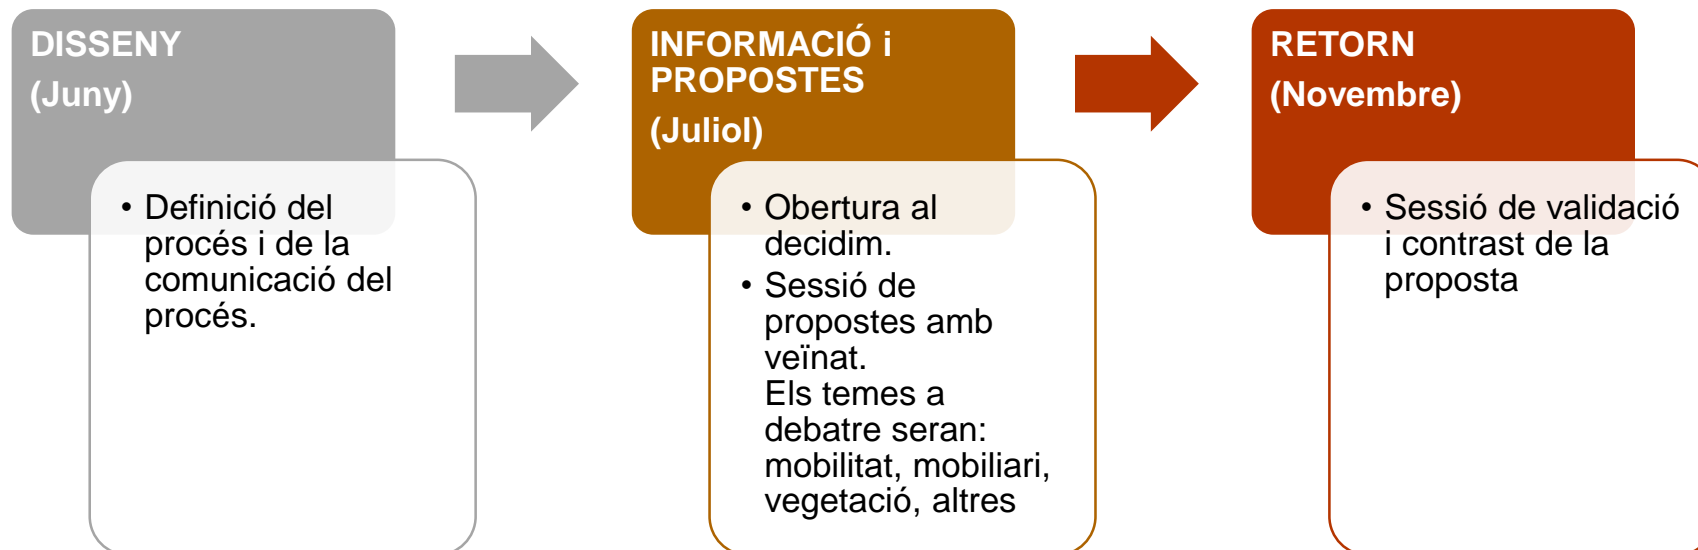 DISSENY
(Juny)
• Definició del
procés i de la
comunicació del
procés.
INFORMACIÓ i
PROPOSTES
(Juliol)
• Obertura al
decidim.
• Sessió de
propostes amb
veïnat.
Els temes a
debatre seran:
mobilitat, mobiliari,
vegetació, altres
RETORN
(Novembre)
• Sessió de validació
i contrast de la
proposta